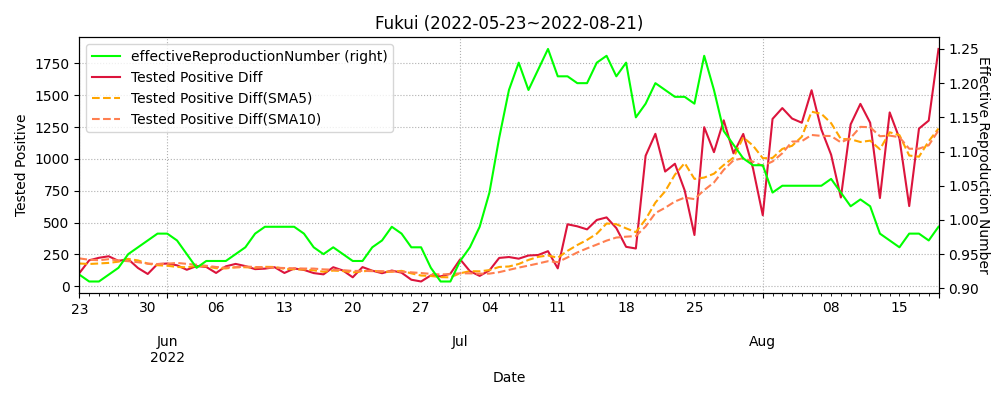 Fukui (2022-05-23~2022-08-21)
effectiveReproductionNumber (right)
Tested Positive Diff
Tested Positive Diff(SMA5)
Tested Positive Diff(SMA10)
Tested Positive
1750
1500
1250
1000
750
500
250
0
Effective Reproduction Number
1.25
1.20
1.15
1.10
1.05
1.00
0.95
0.90
23 30 06 13 20 27 04 11 18 25 08 15
Jun Jul Aug
2022
Date